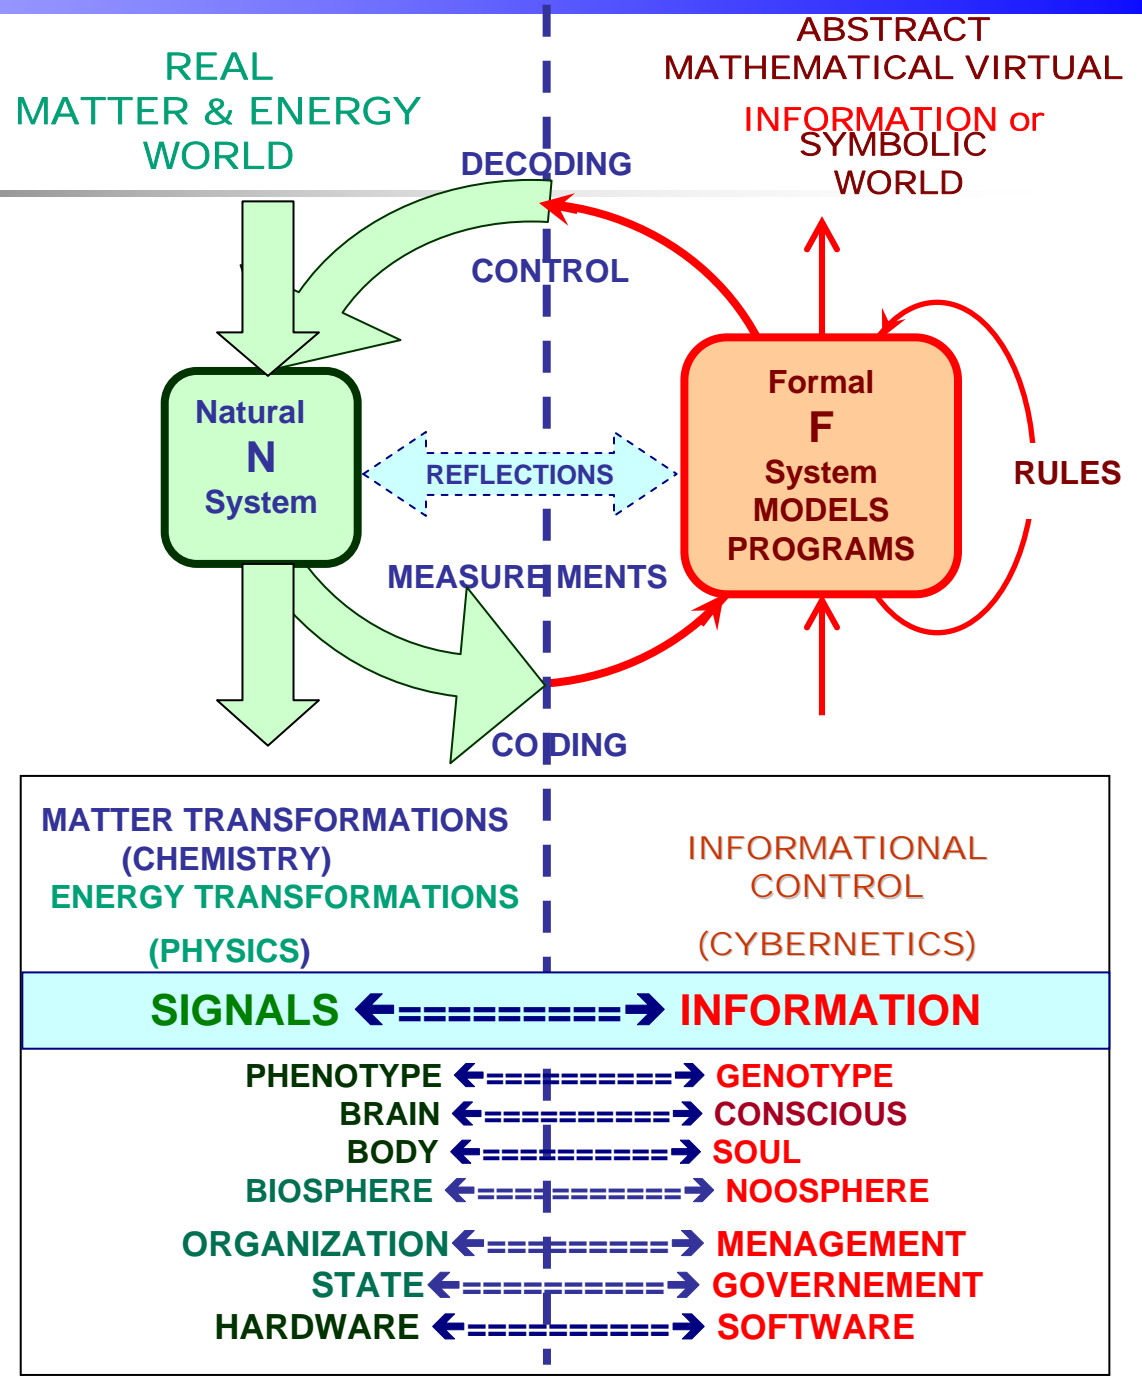 REAL
MATTER & ENERGY
WORLD
ABSTRACT
MATHEMATICAL VIRTUAL
INFORMATION or
SYMBOLIC
WORLD
DECODING
CONTROL
Natural
N
System
REFLECTIONS
Formal
F
System
MODELS
PROGRAMS
RULES
MEASUREMENTS
CODING
MATTER TRANSFORMATIONS
(CHEMISTRY)
ENERGY TRANSFORMATIONS
(PHYSICS)
INFORMATIONAL
CONTROL
(CYBERNETICS)
SIGNALS 🡨=========🡪 INFORMATION
PHENOTYPE 🡨==========🡪 GENOTYPE
BRAIN 🡨==========🡪 CONSCIOUS
BODY 🡨==========🡪 SOUL
BIOSPHERE 🡨==========🡪 NOOSPHERE
ORGANIZATION 🡨==========🡪 MENAGEMENT
STATE 🡨==========🡪 GOVERNEMENT
HARDWARE 🡨==========🡪 SOFTWARE